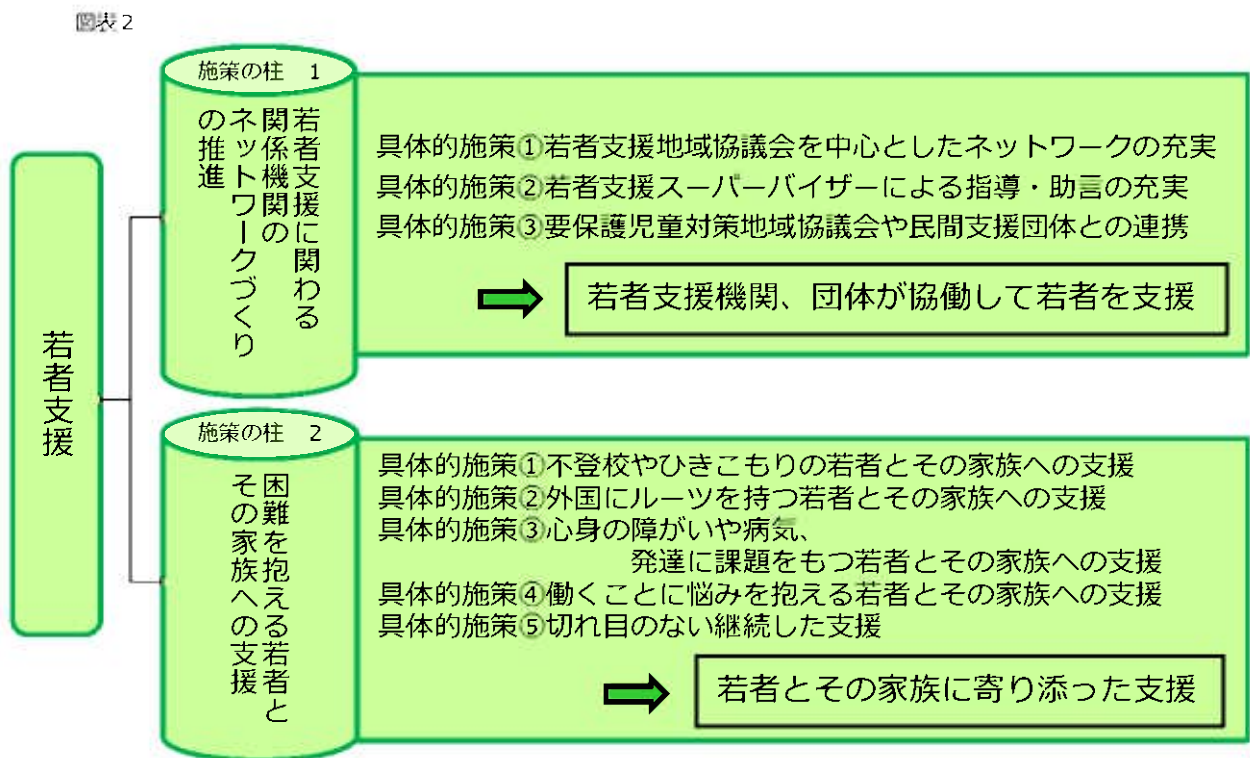 図表2
若者支援
施策の柱　1
若者支援に関わる
関係機関の
ネットワークづくり
の推進
具体的施策①若者支援地域協議会を中心としたネットワークの充実
具体的施策②若者支援スーパーバイザーによる指導・助言の充実
具体的施策③要保護児童対策地域協議会や民間支援団体との連携
若者支援機関、団体が協働して若者を支援
施策の柱　2
困難を抱える若者と
その家族への支援
具体的施策①不登校やひきこもりの若者とその家族への支援
具体的施策②外国にルーツを持つ若者とその家族への支援
具体的施策③心身の障がいや病気、
発達に課題をもつ若者とその家族への支援
具体的施策④働くことに悩みを抱える若者とその家族への支援
具体的施策⑤切れ目のない継続した支援
若者とその家族に寄り添った支援